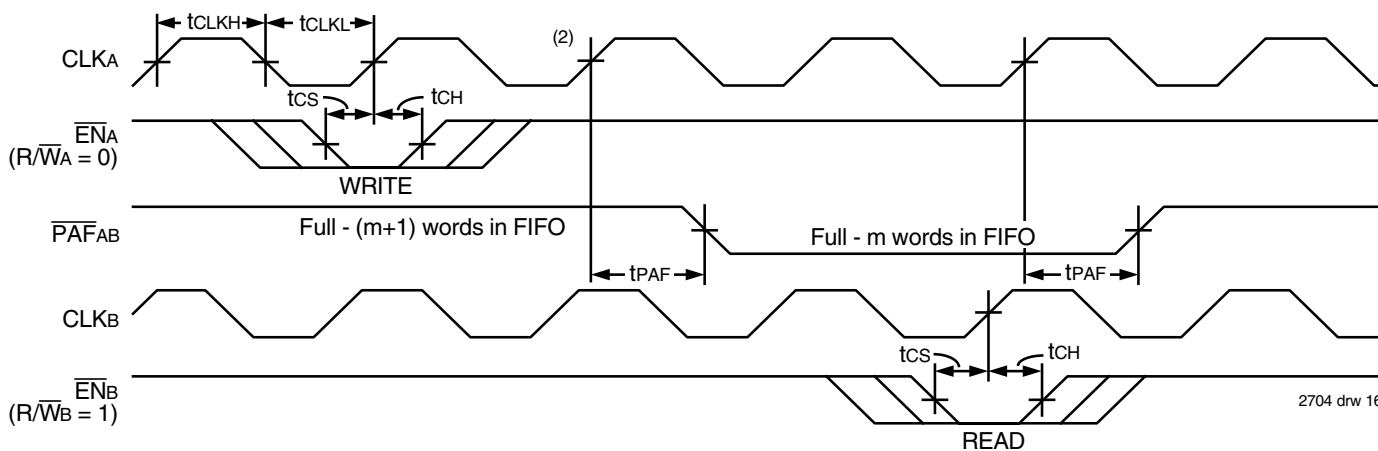 tCLKH tCLKL
(2)
CLKA
tCS tCH
ENA
(R/WA = 0)
WRITE
PAFAB
Full - (m+1) words in FIFO
Full - m words in FIFO
tPAF tPAF
CLKB
tCS tCH
ENB
(R/WB = 1)
2704 drw 16
READ